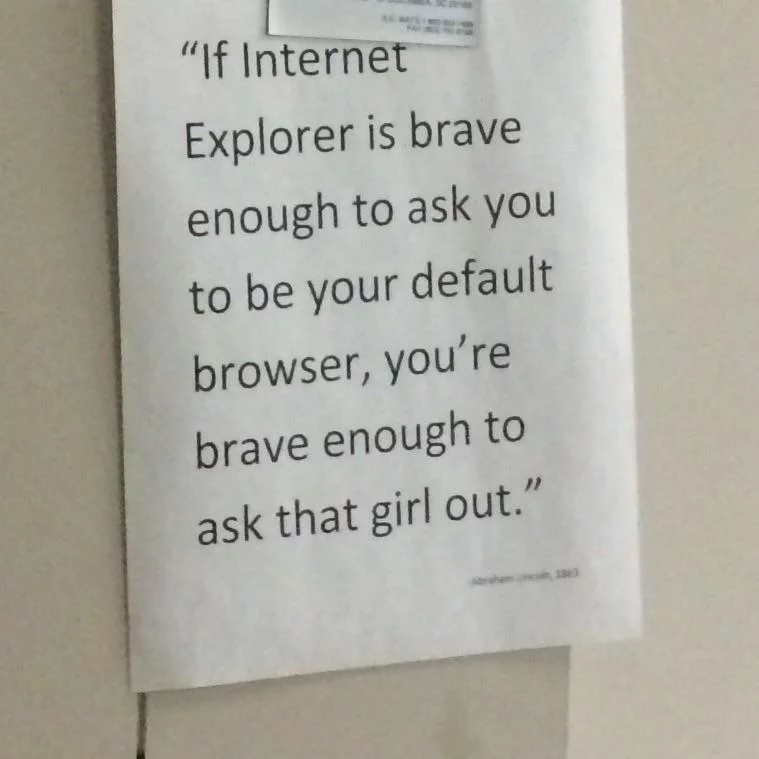 “If Internet
Explorer is brave
enough to ask you
to be your default
browser, you’re
brave enough to
ask that girl out.”
Abraham Lincoln, 1863